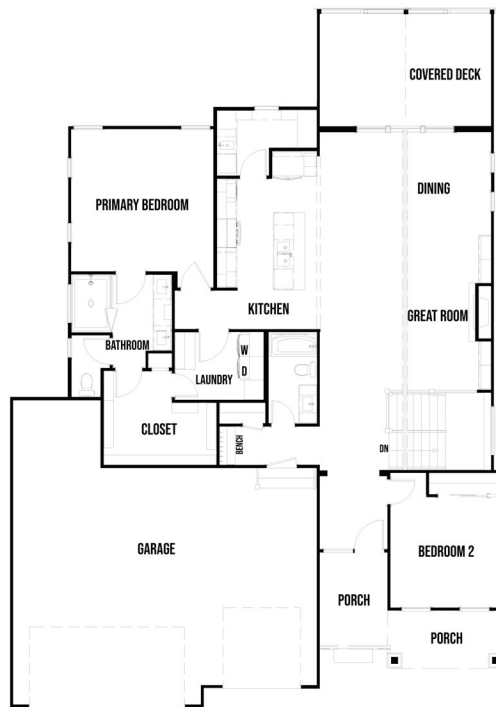 COVERED DECK
DINING
PRIMARY BEDROOM
KITCHEN
GREAT ROOM
BATHROOM
W
D
LAUNDRY
CLOSET
BENCH
DN
GARAGE
BEDROOM 2
PORCH
PORCH